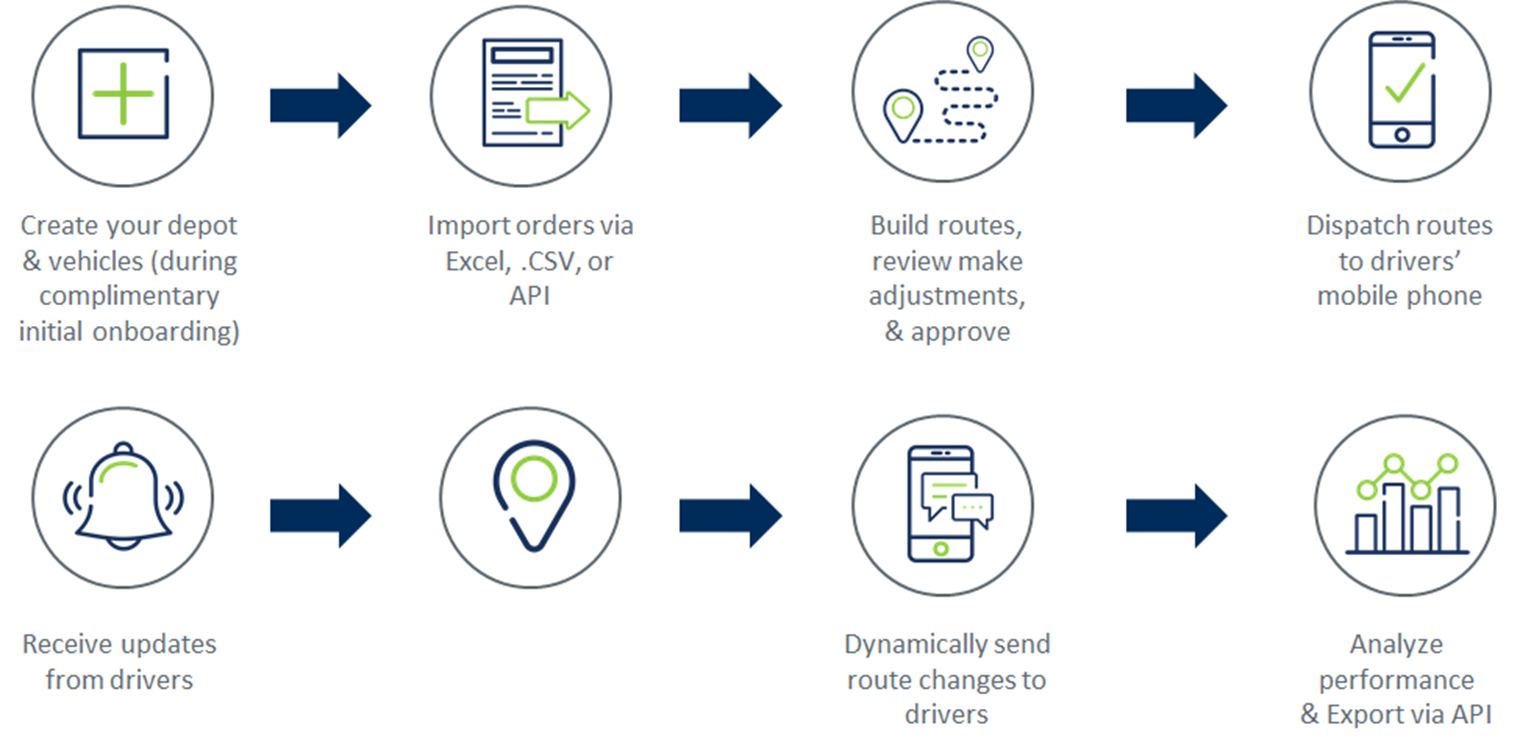 Create your depot
& vehicles (during
complimentary
initial onboarding)
Import orders via
Excel, .CSV, or
API
Build routes,
review make
adjustments,
& approve
Dispatch routes
to drivers’
mobile phone
Receive updates
from drivers
Dynamically send
route changes to
drivers
Analyze
performance
& Export via API